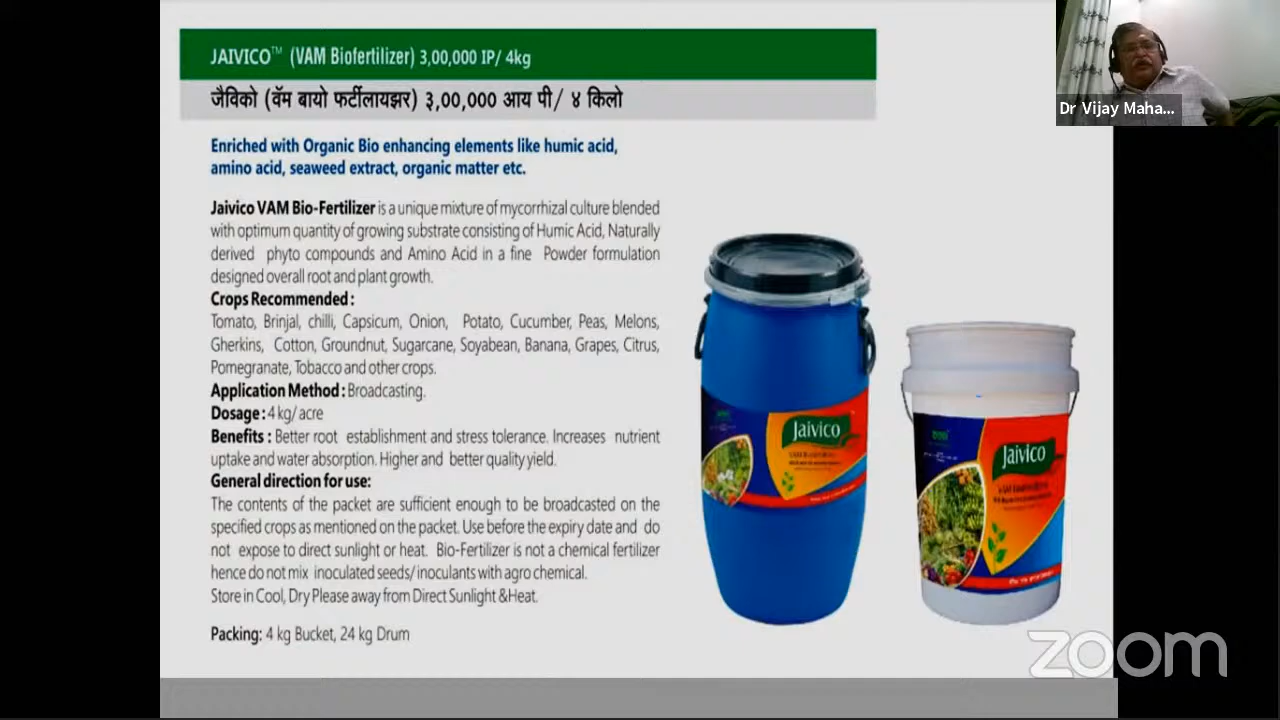 JAIVICO™ (VAM Biofertilizer) 3,00,000 IP/ 4kg
जैविको (वॅम बायो फर्टीलायझर) ३,00,000 आय पी/ ४ किलो
Dr Vijay Maha...
Enriched with Organic Bio enhancing elements like humic acid,
amino acid, seaweed extract, organic matter etc.
Jaivico VAM Bio-Fertilizer is a unique mixture of mycorrhizal culture blended
with optimum quantity of growing substrate consisting of Humic Acid, Naturally
derived phyto compounds and Amino Acid in a fine Powder formulation
designed overall root and plant growth.
Crops Recommended :
Tomato, Brinjal, chilli, Capsicum, Onion, Potato, Cucumber, Peas, Melons,
Gherkins, Cotton, Groundnut, Sugarcane, Soyabean, Banana, Grapes, Citrus,
Pomegranate, Tobacco and other crops.
Application Method : Broadcasting.
Dosage : 4 kg/ acre
Benefits : Better root establishment and stress tolerance. Increases nutrient
uptake and water absorption. Higher and better quality yield.
General direction for use:
The contents of the packet are sufficient enough to be broadcasted on the
specified crops as mentioned on the packet. Use before the expiry date and do
not expose to direct sunlight or heat. Bio-Fertilizer is not a chemical fertilizer
hence do not mix inoculated seeds/ inoculants with agro chemical.
Store in Cool, Dry Please away from Direct Sunlight &Heat.
Packing: 4 kg Bucket, 24 kg Drum
Jaivico
Jaivico
zoom